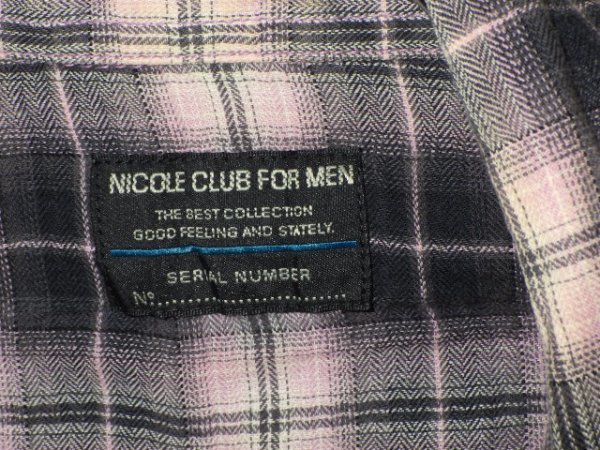 NICOLE CLUB FOR MEN
THE BEST COLLECTION
GOOD FEELING AND STATELY.
SERIAL NUMBER
Nº.............................